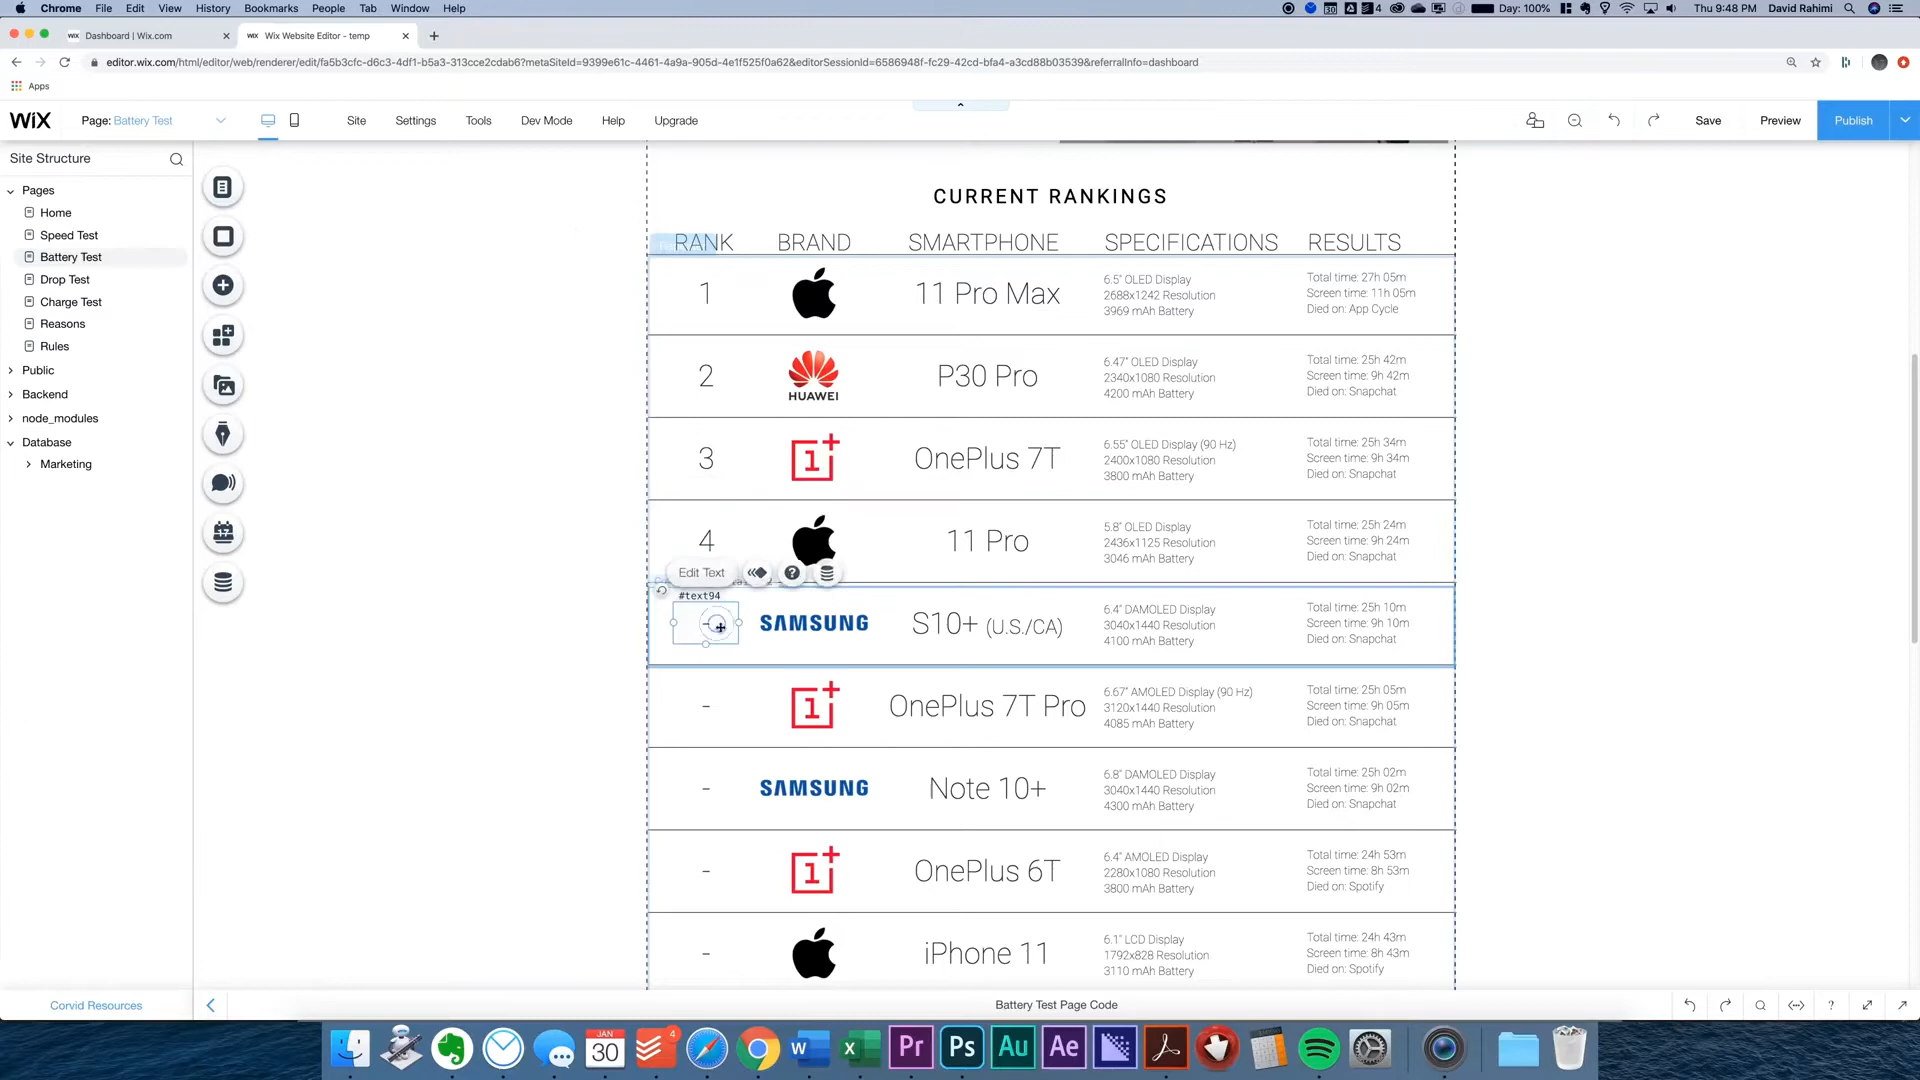 Chrome File Edit View History Bookmarks People Tab Window Help
4 Day: 100% Thu 9:48 PM David Rahimi
WiX Dashboard | Wix.com
WiX Wix Website Editor - temp
editor.wix.com/html/editor/web/renderer/edit/fa5b3cfc-d6c3-4df1-b5a3-313cce2cdab6?metaSiteId=9399e61c-4461-4a9a-905d-4e1f525f0a62&editorSessionId=6586948f-fc29-42cd-bfa4-a3cd88b03539&referralInfo=dashboard
Apps
WiX Page: Battery Test Site Settings Tools Dev Mode Help Upgrade Save Preview Publish
Site Structure
Pages
Home
Speed Test
Battery Test
Drop Test
Charge Test
Reasons
Rules
Public
Backend
node_modules
Database
Marketing
17
CURRENT RANKINGS
RANK BRAND SMARTPHONE SPECIFICATIONS RESULTS
1 11 Pro Max
6.5" OLED Display
2688x1242 Resolution
3969 mAh Battery
Total time: 27h 05m
Screen time: 11h 05m
Died on: App Cycle
2 HUAWEI P30 Pro
6.47" OLED Display
2340x1080 Resolution
4200 mAh Battery
Total time: 25h 42m
Screen time: 9h 42m
Died on: Snapchat
3 1+ OnePlus 7T
6.55" OLED Display (90 Hz)
2400x1080 Resolution
3800 mAh Battery
Total time: 25h 34m
Screen time: 9h 34m
Died on: Snapchat
4 11 Pro
5.8" OLED Display
2436x1125 Resolution
3046 mAh Battery
Total time: 25h 24m
Screen time: 9h 24m
Died on: Snapchat
Edit Text
#text94
- SAMSUNG S10+ (U.S./CA)
6.4" DAMOLED Display
3040x1440 Resolution
4100 mAh Battery
Total time: 25h 10m
Screen time: 9h 10m
Died on: Snapchat
- 1+ OnePlus 7T Pro
6.67" AMOLED Display (90 Hz)
3120x1440 Resolution
4085 mAh Battery
Total time: 25h 05m
Screen time: 9h 05m
Died on: Snapchat
- SAMSUNG Note 10+
6.8" DAMOLED Display
3040x1440 Resolution
4300 mAh Battery
Total time: 25h 02m
Screen time: 9h 02m
Died on: Snapchat
- 1+ OnePlus 6T
6.4" AMOLED Display
2280x1080 Resolution
3800 mAh Battery
Total time: 24h 53m
Screen time: 8h 53m
Died on: Spotify
- iPhone 11
6.1" LCD Display
1792x828 Resolution
3110 mAh Battery
Total time: 24h 43m
Screen time: 8h 43m
Died on: Spotify
Corvid Resources
Battery Test Page Code
JAN
30
4
W X Pr Ps Au Ae